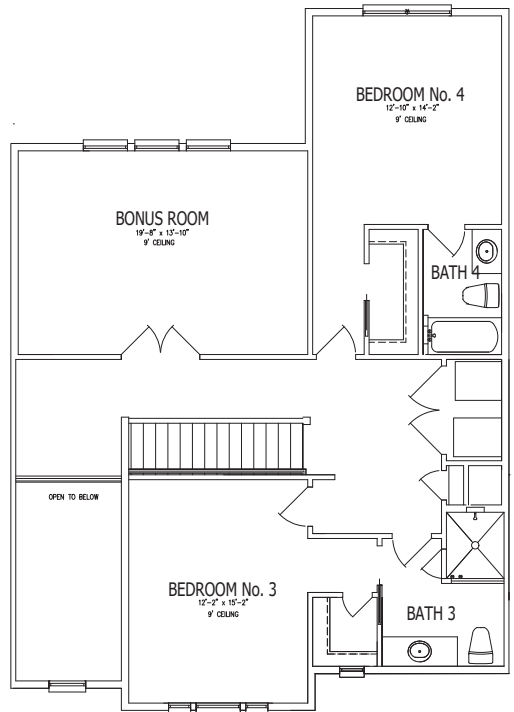 BEDROOM No. 4
12'-10" x 14'-2"
9' CEILING
BONUS ROOM
19'-8" x 13'-10"
9' CEILING
BATH 4
OPEN TO BELOW
BEDROOM No. 3
12'-2" x 15'-2"
9' CEILING
BATH 3